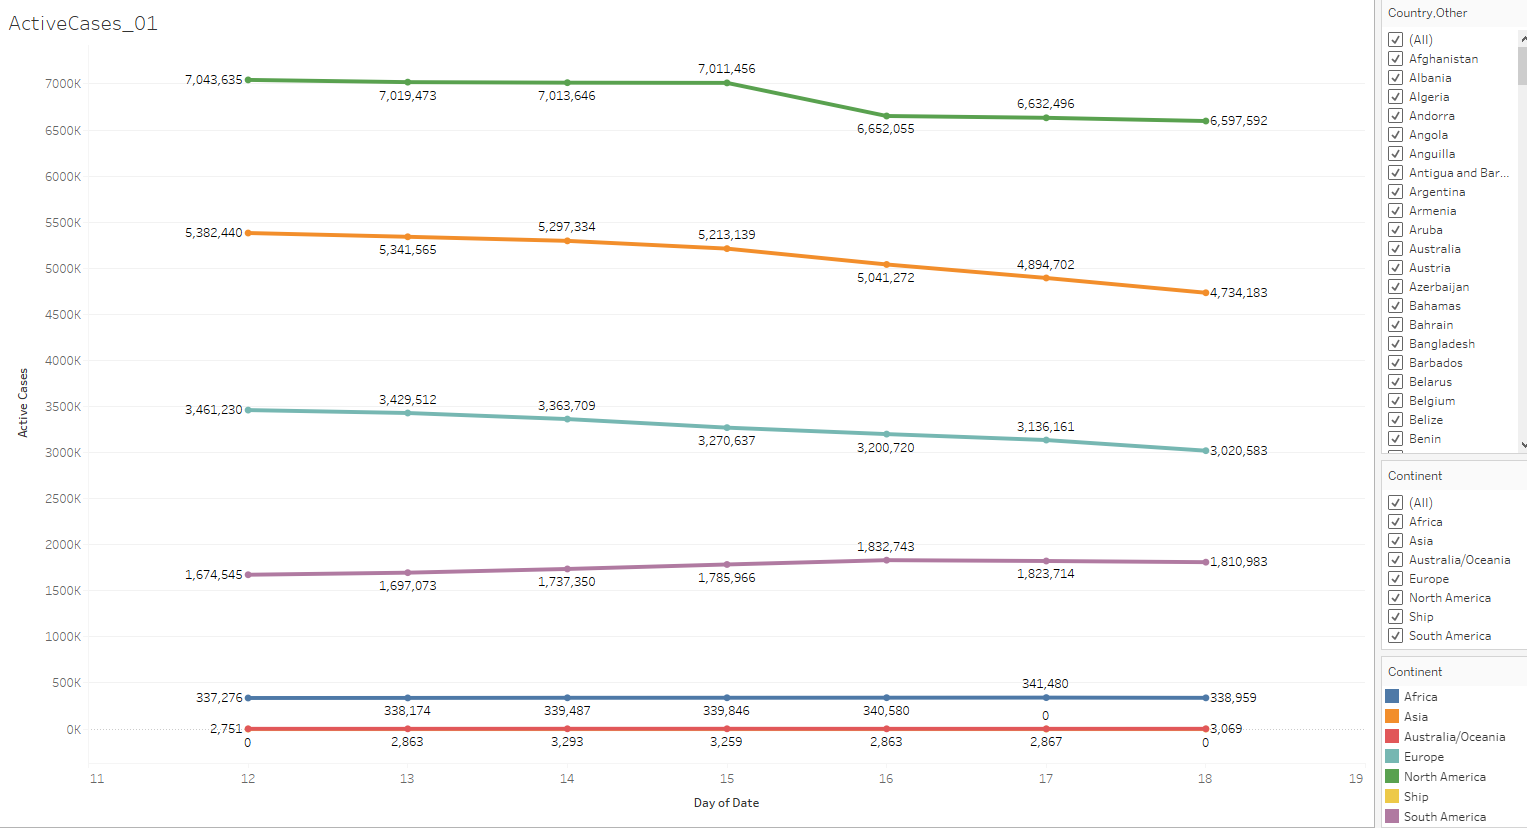 ActiveCases_01
7000K
6500K
6000K
5500K
5000K
4500K
4000K
3500K
3000K
2500K
2000K
1500K
1000K
500K
0K
Active Cases
7,043,635
7,019,473
7,013,646
7,011,456
6,652,055
6,632,496
6,597,592
5,382,440
5,341,565
5,297,334
5,213,139
5,041,272
4,894,702
4,734,183
3,461,230
3,429,512
3,363,709
3,270,637
3,200,720
3,136,161
3,020,583
1,674,545
1,697,073
1,737,350
1,785,966
1,832,743
1,823,714
1,810,983
337,276
338,174
339,487
339,846
340,580
341,480
338,959
2,751
2,863
3,293
3,259
2,863
2,867
3,069
0
0
0
11
12
13
14
15
16
17
18
19
Day of Date
Country,Other
(All)
Afghanistan
Albania
Algeria
Andorra
Angola
Anguilla
Antigua and Bar...
Argentina
Armenia
Aruba
Australia
Austria
Azerbaijan
Bahamas
Bahrain
Bangladesh
Barbados
Belarus
Belgium
Belize
Benin
Continent
(All)
Africa
Asia
Australia/Oceania
Europe
North America
Ship
South America
Continent
Africa
Asia
Australia/Oceania
Europe
North America
Ship
South America